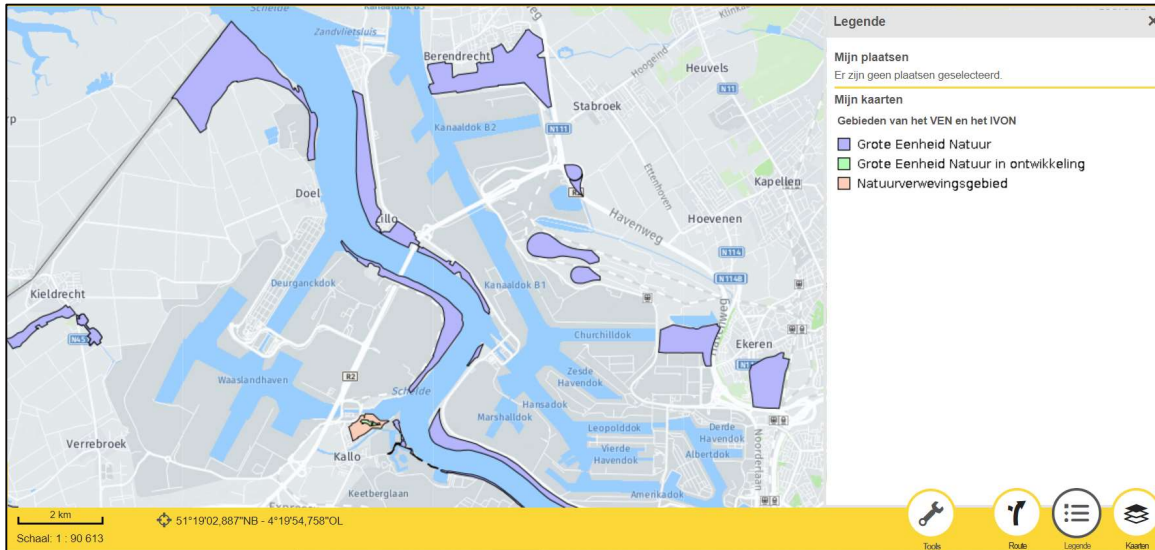 Schelde
Kanaaldok B3
Zandvlietsluis
Berendrecht
Hoogeind
Heuvels
N11
N11
Stabroek
Kanaaldok B2
N111
Ettenhoven
Kapellen
Doel
Lillo
Havenweg
Hoevenen
N114
N114B
Kieldrecht
Deurganckdok
Kanaaldok B1
N451
Churchilldok
Havenweg
Ekeren
R2
Zesde
Havendok
Waaslandhaven
Schelde
Hansadok
Marshalldok
Leopolddok
Derde
Havendok
Verrebroek
Kallo
Vierde
Havendok
Albertdok
Noorderlaan
Keetberglaan
Amerikadok
Legende
Mijn plaatsen
Er zijn geen plaatsen geselecteerd.
Mijn kaarten
Gebieden van het VEN en het IVON
Grote Eenheid Natuur
Grote Eenheid Natuur in ontwikkeling
Natuurverwevingsgebied
2 km
51°19'02,887"NB - 4°19'54,758"OL
Schaal: 1 : 90 613
Tools
Route
Legende
Kaarten